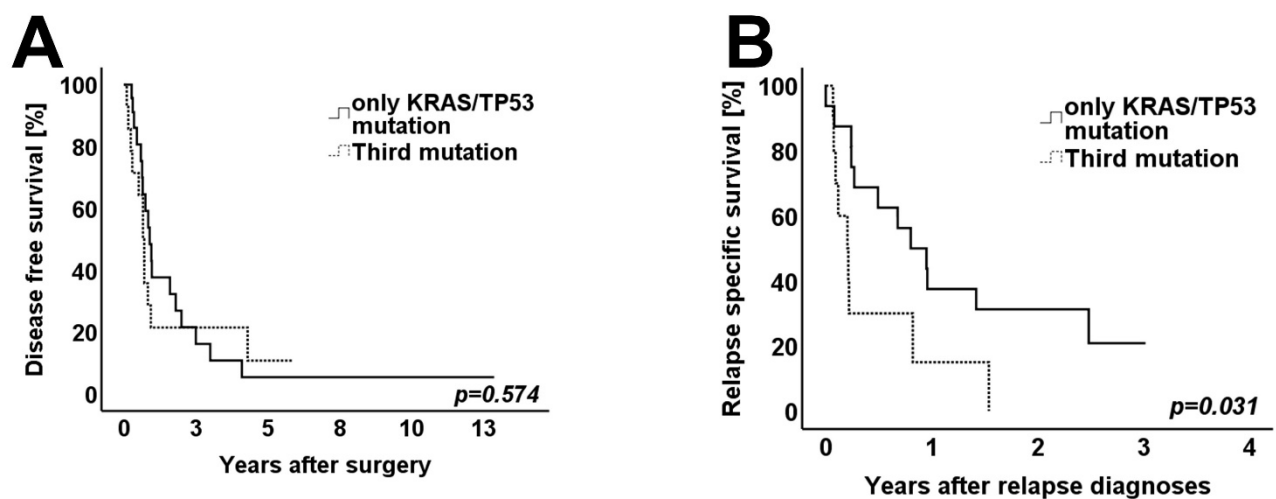 A
Disease free survival [%]
100
80
60
40
20
0
only KRAS/TP53
mutation
Third mutation
p=0.574
0 3 5 8 10 13
Years after surgery
B
Relapse specific survival [%]
100
80
60
40
20
0
only KRAS/TP53
mutation
Third mutation
p=0.031
0 1 2 3 4
Years after relapse diagnoses